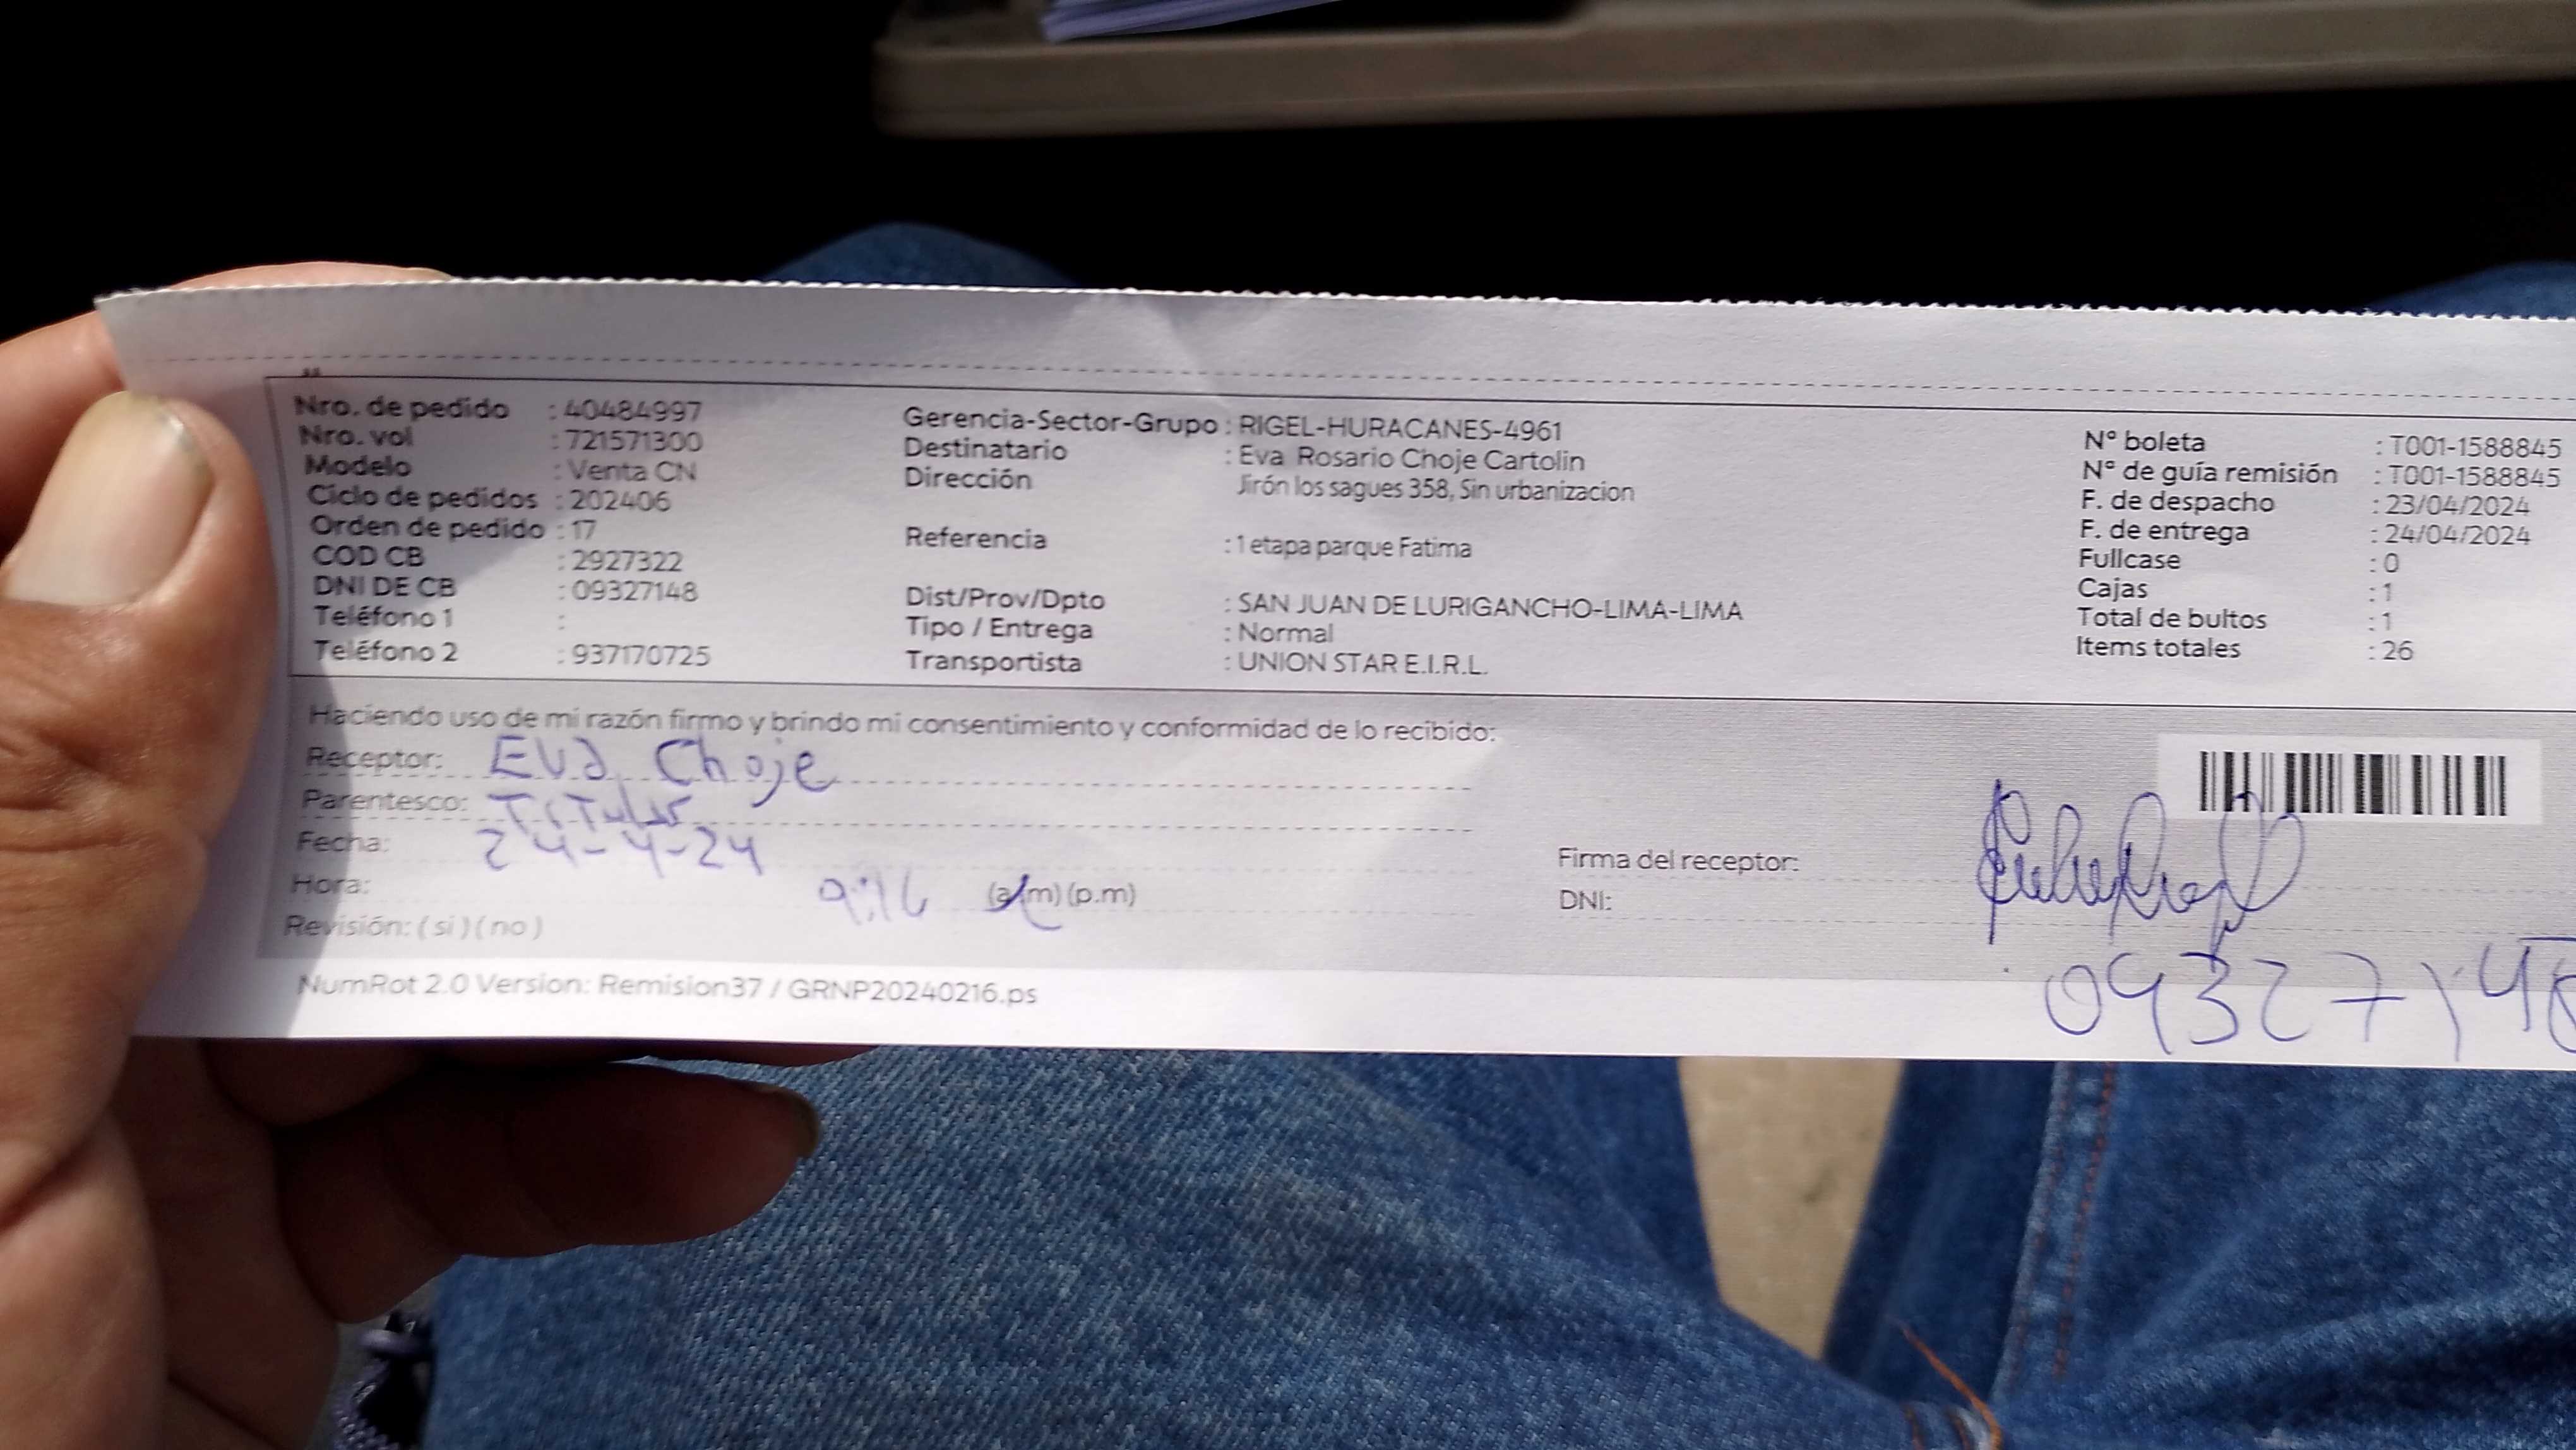 Nro. de pedido : 40484997
Nro. vol : 721571300
Modelo : Venta CN
Ciclo de pedidos : 202406
Orden de pedido : 17
COD CB : 2927322
DNI DE CB : 09327148
Teléfono 1 :
Teléfono 2 : 937170725
Gerencia-Sector-Grupo : RIGEL-HURACANES-4961
Destinatario : Eva Rosario Choje Cartolin
Dirección Jirón los sagues 358, Sin urbanizacion
Referencia : 1 etapa parque Fatima
Dist/Prov/Dpto : SAN JUAN DE LURIGANCHO-LIMA-LIMA
Tipo / Entrega : Normal
Transportista : UNION STAR E.I.R.L.
N° boleta : T001-1588845
N° de guía remisión : T001-1588845
F. de despacho : 23/04/2024
F. de entrega : 24/04/2024
Fullcase : 0
Cajas : 1
Total de bultos : 1
Items totales : 26
Haciendo uso de mi razón firmo y brindo mi consentimiento y conformidad de lo recibido:
Receptor: Eva Choje
Parentesco: Titular
Fecha: 24-4-24
Hora: 9:16 (a.m) (p.m)
Revisión: ( si ) ( no )
Firma del receptor:
DNI: 09327148
NumRot 2.0 Version: Remision37 / GRNP20240216.ps